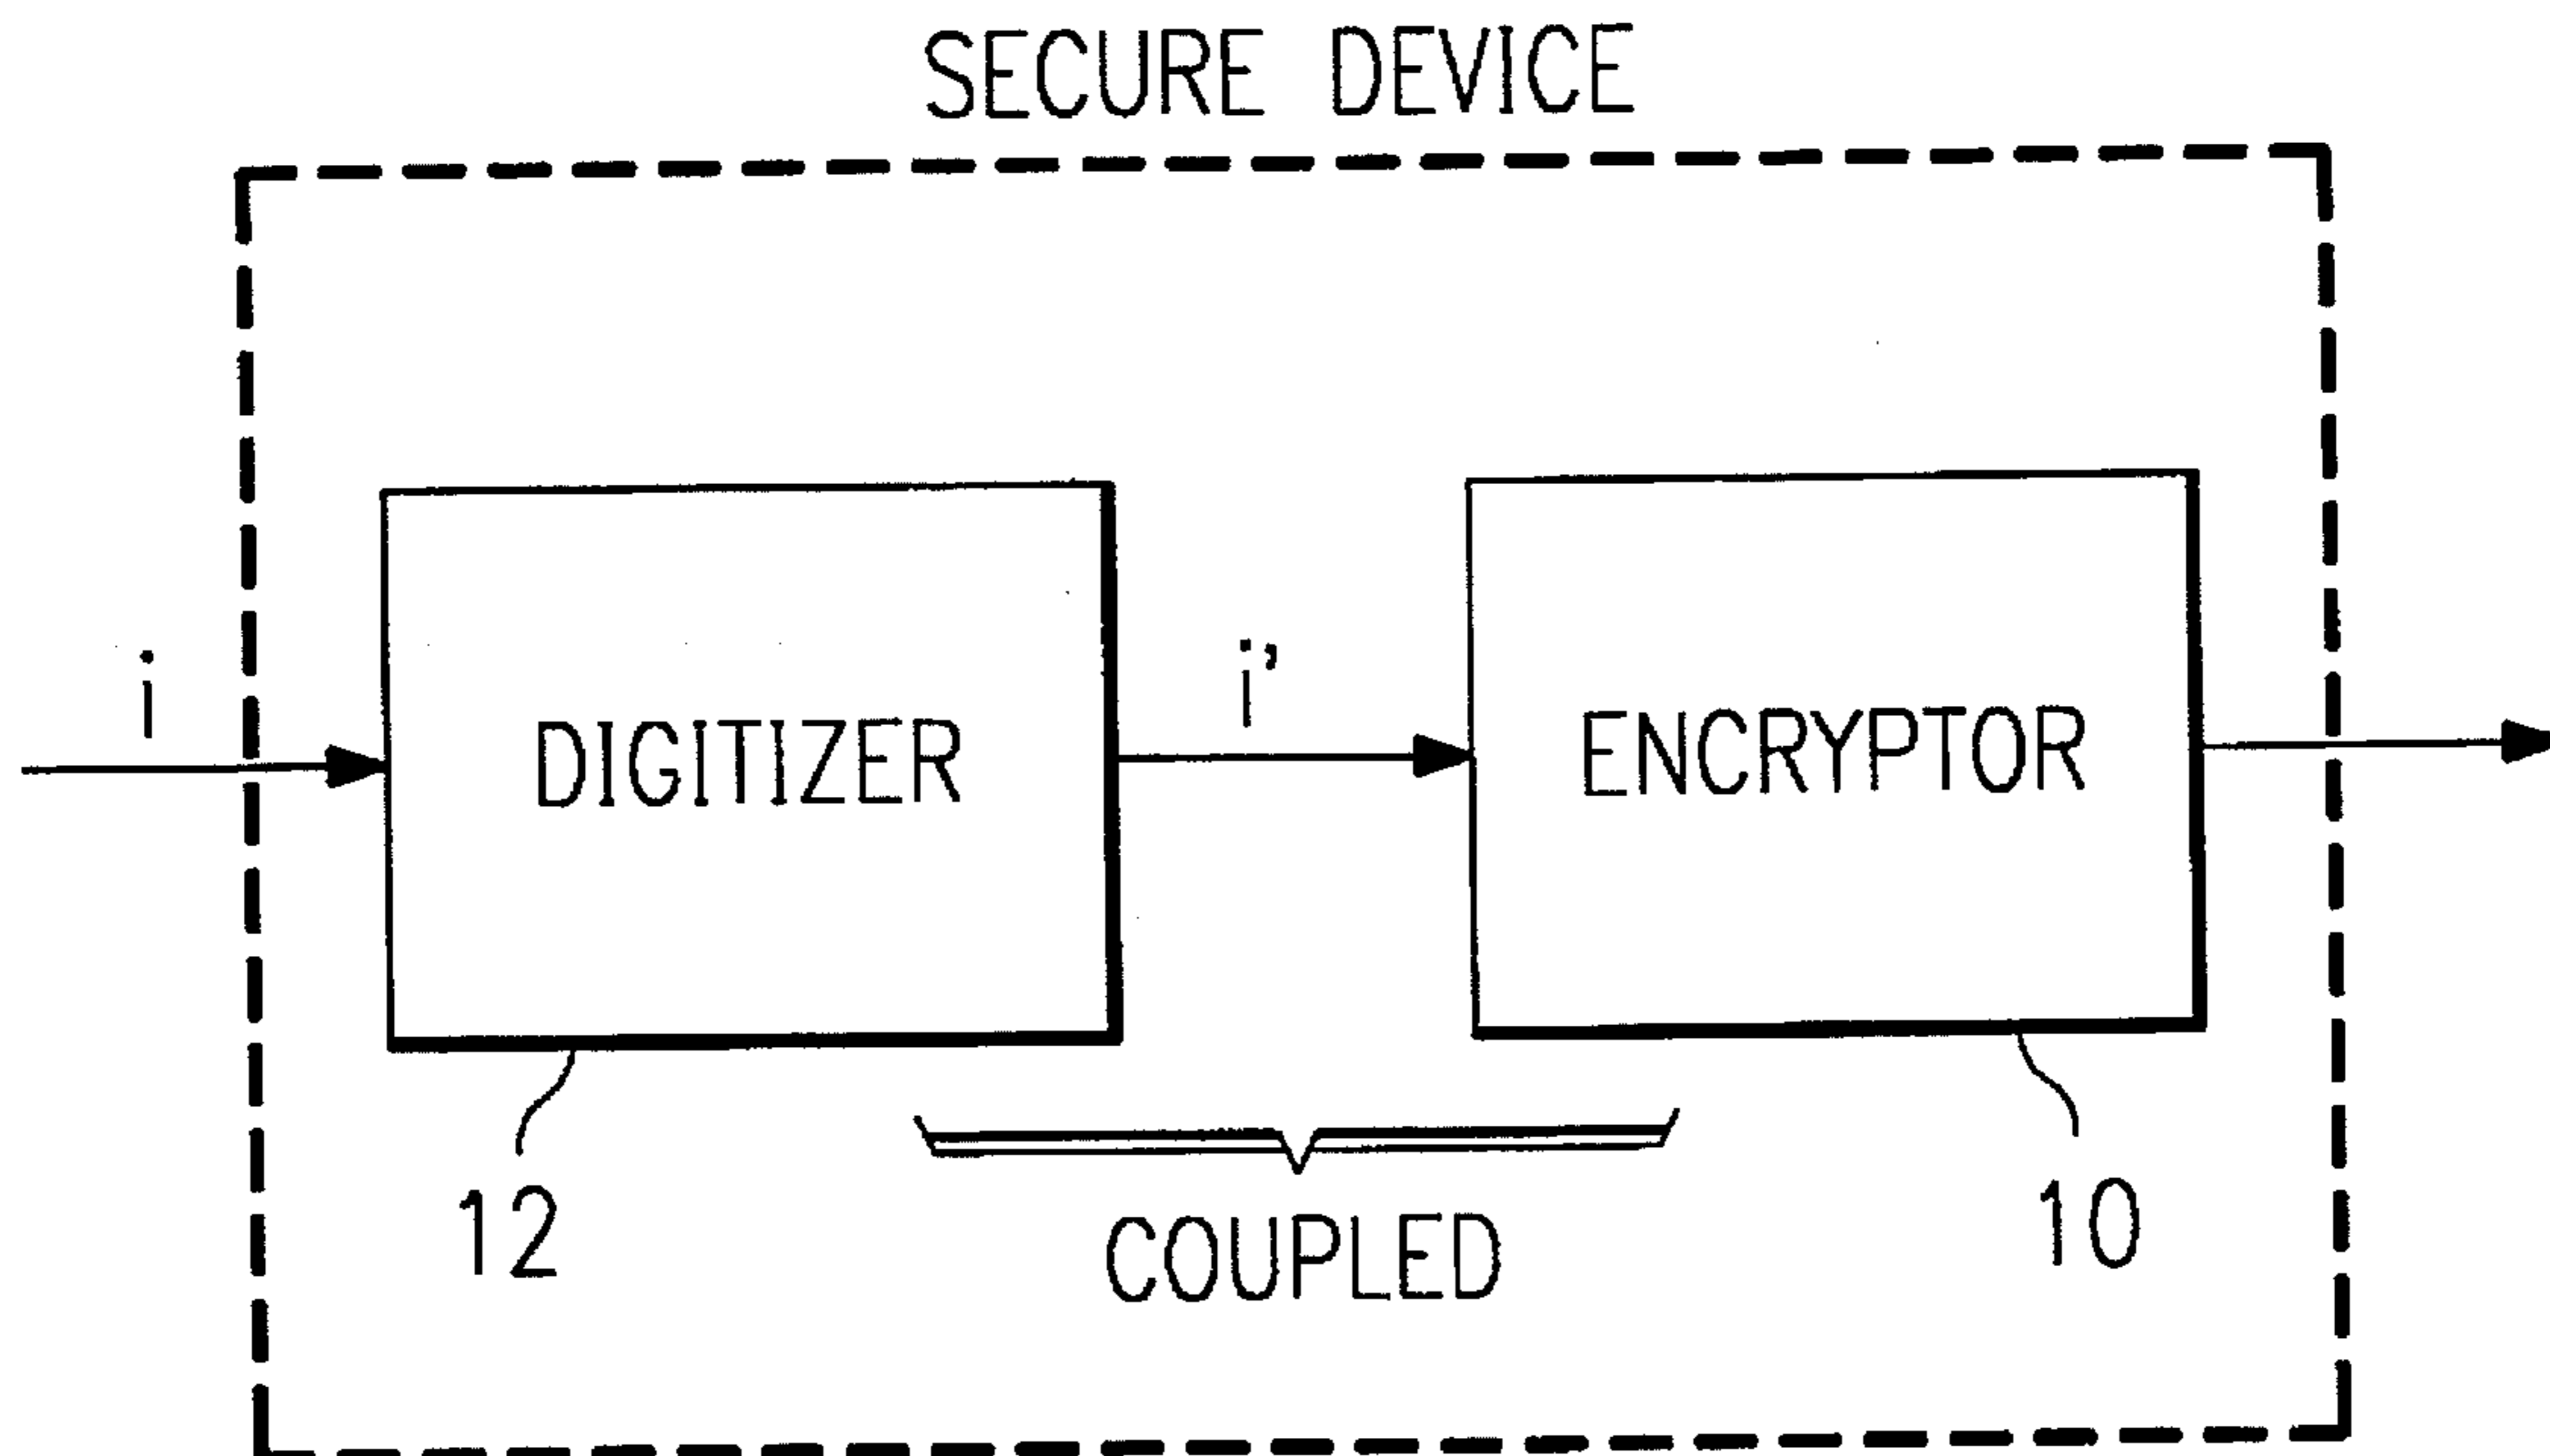 SECURE DEVICE
i
DIGITIZER
i'
ENCRYPTOR
12
COUPLED
10